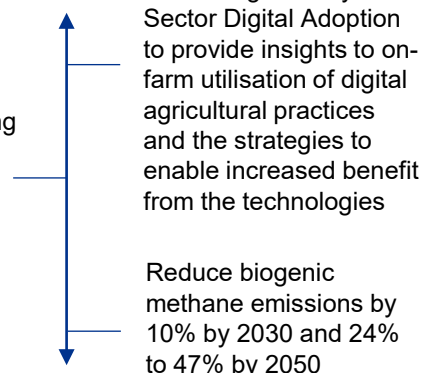 Sector Digital Adoption
to provide insights to on-
farm utilisation of digital
agricultural practices
and the strategies to
enable increased benefit
from the technologies
Reduce biogenic
methane emissions by
10% by 2030 and 24%
to 47% by 2050